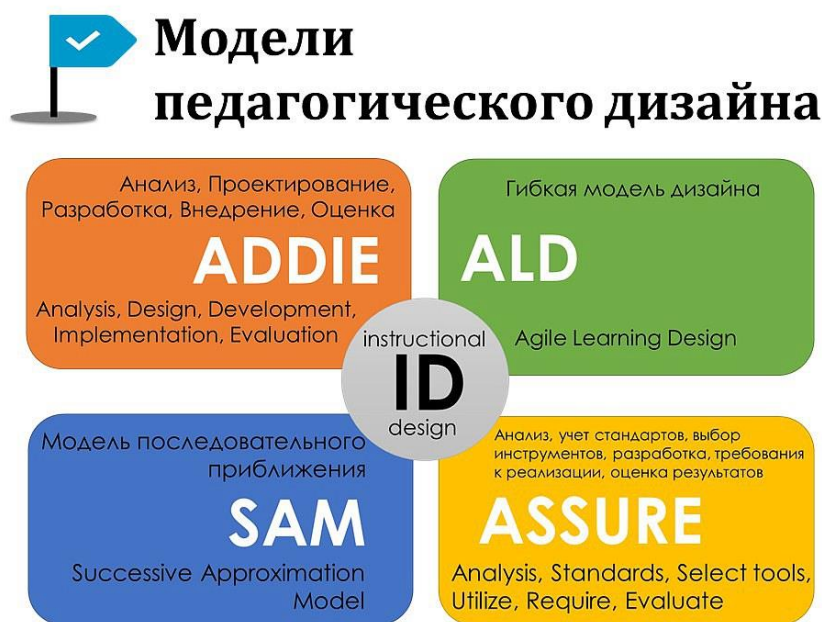 Модели
педагогического дизайна
Анализ, Проектирование,
Разработка, Внедрение, Оценка
ADDIE
Analysis, Design, Development,
Implementation, Evaluation
Гибкая модель дизайна
ALD
Agile Learning Design
instructional
ID
design
Модель последовательного
приближения
SAM
Successive Approximation
Model
Анализ, учет стандартов, выбор
инструментов, разработка, требования
к реализации, оценка результатов
ASSURE
Analysis, Standards, Select tools,
Utilize, Require, Evaluate